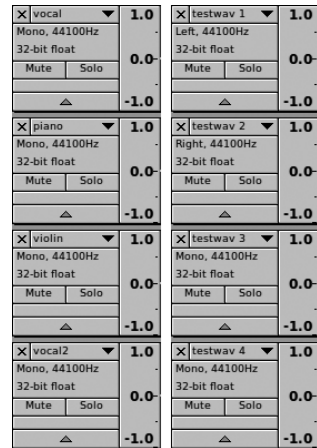 X vocal
1.0
Mono, 44100Hz
32-bit float
0.0
Mute Solo
-1.0
X testwav 1
1.0
Left, 44100Hz
32-bit float
0.0
Mute Solo
-1.0
X piano
1.0
Mono, 44100Hz
32-bit float
0.0
Mute Solo
-1.0
X testwav 2
1.0
Right, 44100Hz
32-bit float
0.0
Mute Solo
-1.0
X violin
1.0
Mono, 44100Hz
32-bit float
0.0
Mute Solo
-1.0
X testwav 3
1.0
Mono, 44100Hz
32-bit float
0.0
Mute Solo
-1.0
X vocal2
1.0
Mono, 44100Hz
32-bit float
0.0
Mute Solo
-1.0
X testwav 4
1.0
Mono, 44100Hz
32-bit float
0.0
Mute Solo
-1.0